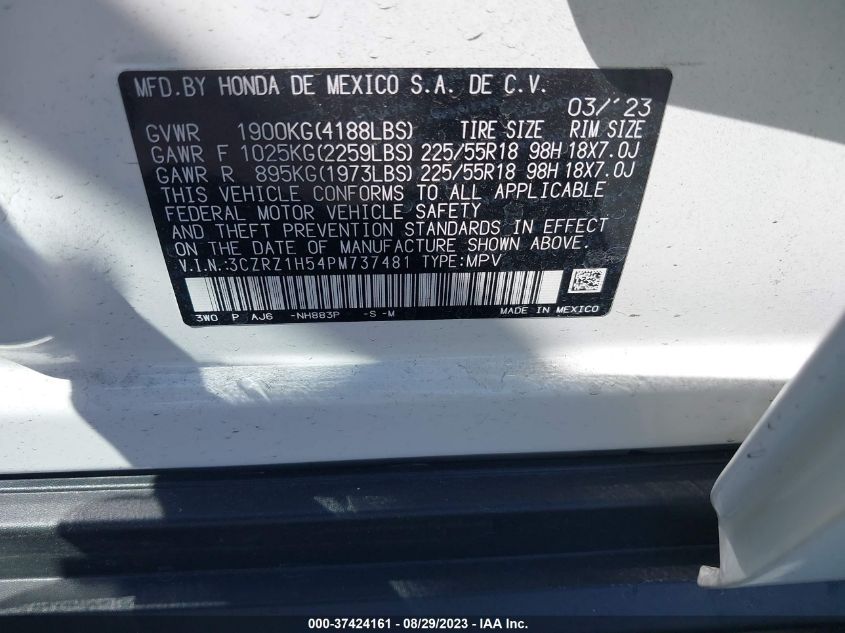 MFD.BY HONDA DE MEXICO S.A. DE C.V.
03/'23
GVWR 1900KG(4188LBS) TIRE SIZE RIM SIZE
GAWR F 1025KG(2259LBS) 225/55R18 98H 18X7.0J
GAWR R 895KG(1973LBS) 225/55R18 98H 18X7.0J
THIS VEHICLE CONFORMS TO ALL APPLICABLE
FEDERAL MOTOR VEHICLE SAFETY
AND THEFT PREVENTION STANDARDS IN EFFECT
ON THE DATE OF MANUFACTURE SHOWN ABOVE.
V.I.N.:3CZRZ1H54PM737481 TYPE:MPV
3W0 P AJ6 -NH883P -S -M MADE IN MEXICO
000-37424161 - 08/29/2023 - IAA Inc.